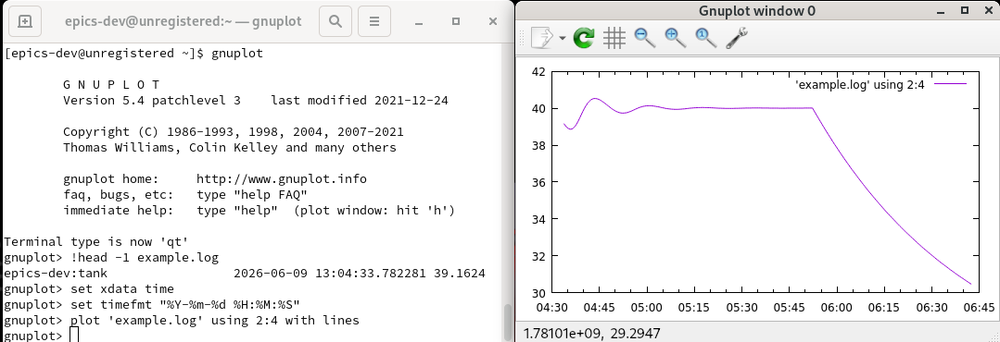 epics-dev@unregistered:~ — gnuplot
[epics-dev@unregistered ~]$ gnuplot
G N U P L O T
Version 5.4 patchlevel 3    last modified 2021-12-24
Copyright (C) 1986-1993, 1998, 2004, 2007-2021
Thomas Williams, Colin Kelley and many others
gnuplot home:     http://www.gnuplot.info
faq, bugs, etc:   type "help FAQ"
immediate help:   type "help"  (plot window: hit 'h')
Terminal type is now 'qt'
gnuplot> !head -1 example.log
epics-dev:tank                 2026-06-09 13:04:33.782281 39.1624
gnuplot> set xdata time
gnuplot> set timefmt "%Y-%m-%d %H:%M:%S"
gnuplot> plot 'example.log' using 2:4 with lines
gnuplot>
Gnuplot window 0
42
'example.log' using 2:4
40
38
36
34
32
30
04:30 04:45 05:00 05:15 05:30 05:45 06:00 06:15 06:30 06:45
1.78101e+09, 29.2947